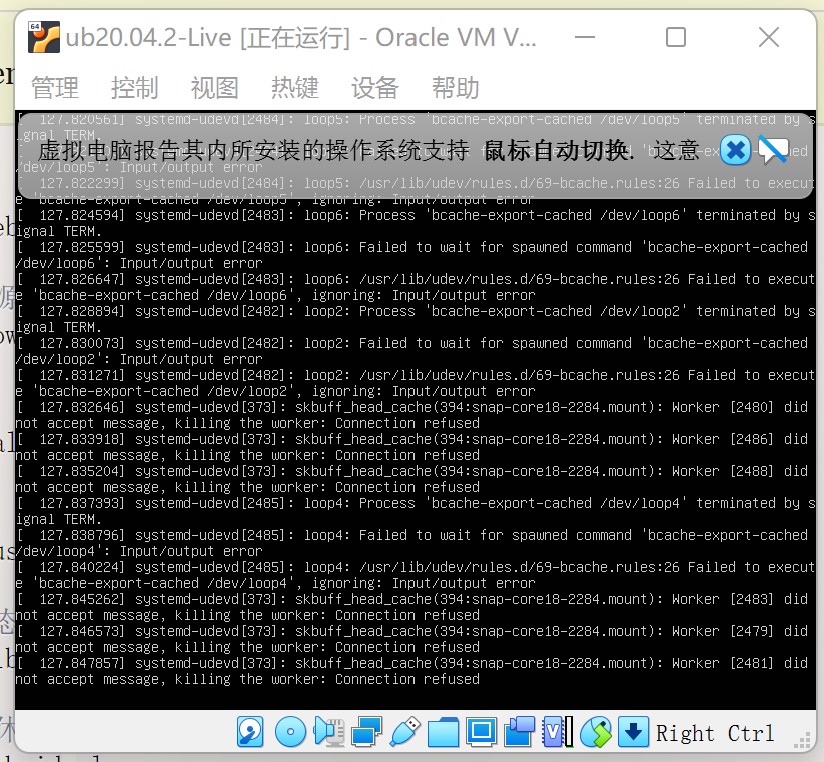 64
ub20.04.2-Live [正在运行] - Oracle VM V...
管理 控制 视图 热键 设备 帮助
[ 127.820561] systemd-udevd[2484]: loop5: Process 'bcache-export-cached /dev/loop5' terminated by s
ignal TERM.
虚拟电脑报告其内所安装的操作系统支持 鼠标自动切换. 这意
/dev/loop5': Input/output error
[ 127.822299] systemd-udevd[2484]: loop5: /usr/lib/udev/rules.d/69-bcache.rules:26 Failed to execut
e 'bcache-export-cached /dev/loop5', ignoring: Input/output error
[ 127.824594] systemd-udevd[2483]: loop6: Process 'bcache-export-cached /dev/loop6' terminated by s
ignal TERM.
[ 127.825599] systemd-udevd[2483]: loop6: Failed to wait for spawned command 'bcache-export-cached
/dev/loop6': Input/output error
[ 127.826647] systemd-udevd[2483]: loop6: /usr/lib/udev/rules.d/69-bcache.rules:26 Failed to execut
e 'bcache-export-cached /dev/loop6', ignoring: Input/output error
[ 127.828894] systemd-udevd[2482]: loop2: Process 'bcache-export-cached /dev/loop2' terminated by s
ignal TERM.
[ 127.830073] systemd-udevd[2482]: loop2: Failed to wait for spawned command 'bcache-export-cached
/dev/loop2': Input/output error
[ 127.831271] systemd-udevd[2482]: loop2: /usr/lib/udev/rules.d/69-bcache.rules:26 Failed to execut
e 'bcache-export-cached /dev/loop2', ignoring: Input/output error
[ 127.832646] systemd-udevd[373]: skbuff_head_cache(394:snap-core18-2284.mount): Worker [2480] did
not accept message, killing the worker: Connection refused
[ 127.833918] systemd-udevd[373]: skbuff_head_cache(394:snap-core18-2284.mount): Worker [2486] did
not accept message, killing the worker: Connection refused
[ 127.835204] systemd-udevd[373]: skbuff_head_cache(394:snap-core18-2284.mount): Worker [2488] did
not accept message, killing the worker: Connection refused
[ 127.837393] systemd-udevd[2485]: loop4: Process 'bcache-export-cached /dev/loop4' terminated by s
ignal TERM.
[ 127.838796] systemd-udevd[2485]: loop4: Failed to wait for spawned command 'bcache-export-cached
/dev/loop4': Input/output error
[ 127.840224] systemd-udevd[2485]: loop4: /usr/lib/udev/rules.d/69-bcache.rules:26 Failed to execut
e 'bcache-export-cached /dev/loop4', ignoring: Input/output error
[ 127.845262] systemd-udevd[373]: skbuff_head_cache(394:snap-core18-2284.mount): Worker [2483] did
not accept message, killing the worker: Connection refused
[ 127.846573] systemd-udevd[373]: skbuff_head_cache(394:snap-core18-2284.mount): Worker [2479] did
not accept message, killing the worker: Connection refused
[ 127.847857] systemd-udevd[373]: skbuff_head_cache(394:snap-core18-2284.mount): Worker [2481] did
not accept message, killing the worker: Connection refused
Right Ctrl